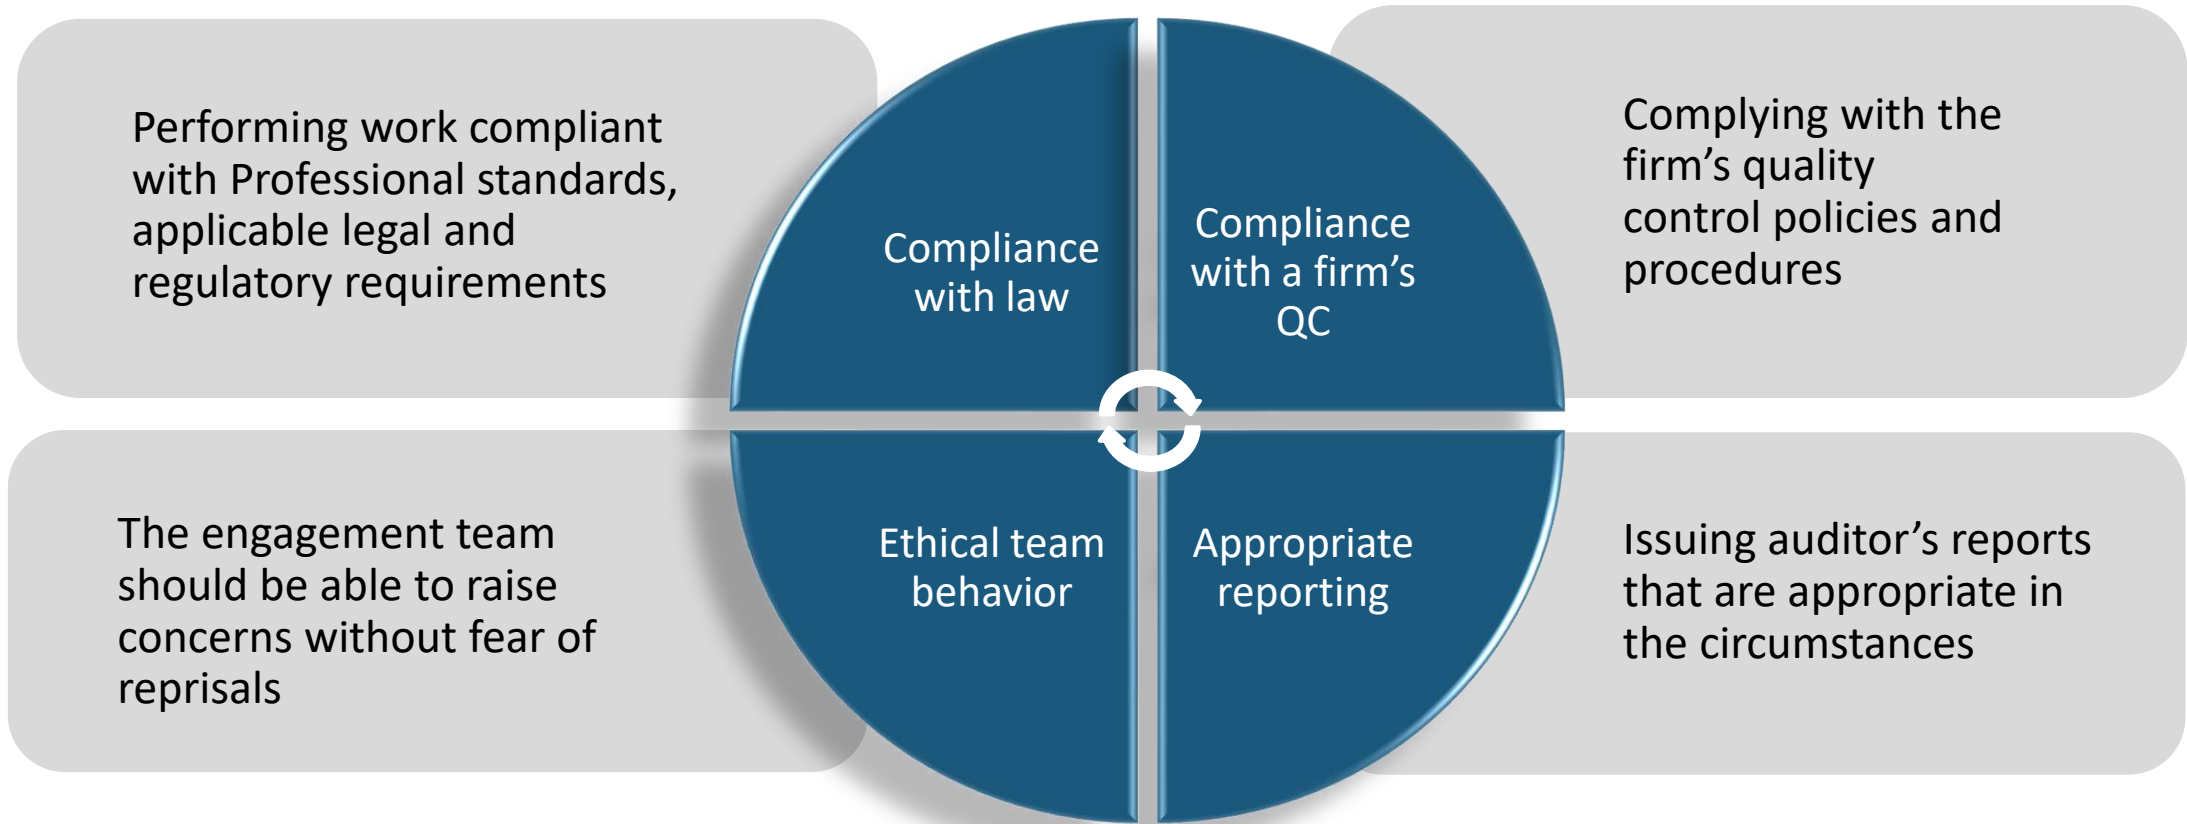 Performing work compliant
with Professional standards,
applicable legal and
regulatory requirements
Compliance
with law
Compliance
with a firm’s
QC
Complying with the
firm’s quality
control policies and
procedures
The engagement team
should be able to raise
concerns without fear of
reprisals
Ethical team
behavior
Appropriate
reporting
Issuing auditor’s reports
that are appropriate in
the circumstances